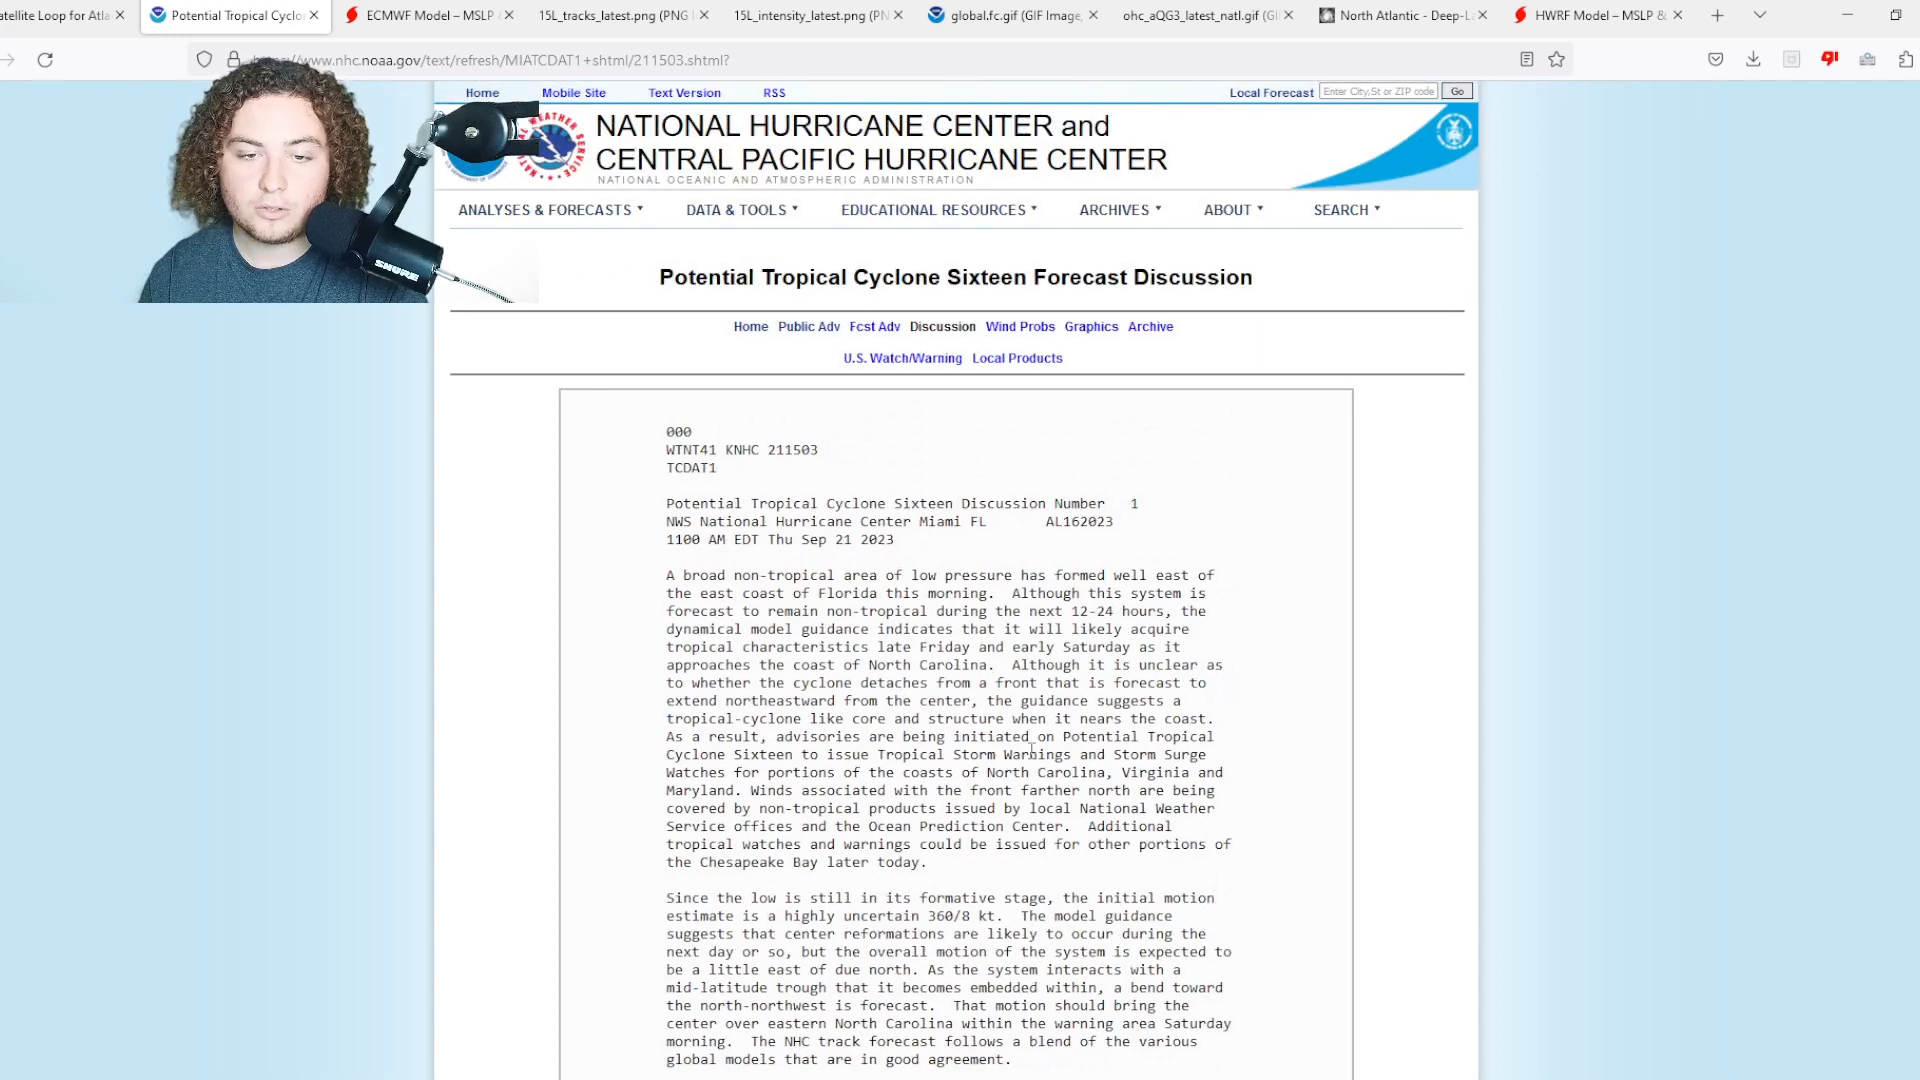 atellite Loop for Atla
Potential Tropical Cyclo
ECMWF Model – MSLP &
15L_tracks_latest.png (PNG I
15L_intensity_latest.png (PN
global.fc.gif (GIF Image,
ohc_aQG3_latest_natl.gif (GI
North Atlantic - Deep-La
HWRF Model – MSLP &
www.nhc.noaa.gov/text/refresh/MIATCDAT1+shtml/211503.shtml?
Home Mobile Site Text Version RSS Local Forecast Enter City,St or ZIP code Go
NATIONAL HURRICANE CENTER and
CENTRAL PACIFIC HURRICANE CENTER
NATIONAL OCEANIC AND ATMOSPHERIC ADMINISTRATION
SHURE
ANALYSES & FORECASTS DATA & TOOLS EDUCATIONAL RESOURCES ARCHIVES ABOUT SEARCH
Potential Tropical Cyclone Sixteen Forecast Discussion
Home Public Adv Fcst Adv Discussion Wind Probs Graphics Archive
U.S. Watch/Warning Local Products
000
WTNT41 KNHC 211503
TCDAT1
Potential Tropical Cyclone Sixteen Discussion Number 1
NWS National Hurricane Center Miami FL AL162023
1100 AM EDT Thu Sep 21 2023
A broad non-tropical area of low pressure has formed well east of
the east coast of Florida this morning. Although this system is
forecast to remain non-tropical during the next 12-24 hours, the
dynamical model guidance indicates that it will likely acquire
tropical characteristics late Friday and early Saturday as it
approaches the coast of North Carolina. Although it is unclear as
to whether the cyclone detaches from a front that is forecast to
extend northeastward from the center, the guidance suggests a
tropical-cyclone like core and structure when it nears the coast.
As a result, advisories are being initiated on Potential Tropical
Cyclone Sixteen to issue Tropical Storm Warnings and Storm Surge
Watches for portions of the coasts of North Carolina, Virginia and
Maryland. Winds associated with the front farther north are being
covered by non-tropical products issued by local National Weather
Service offices and the Ocean Prediction Center. Additional
tropical watches and warnings could be issued for other portions of
the Chesapeake Bay later today.
Since the low is still in its formative stage, the initial motion
estimate is a highly uncertain 360/8 kt. The model guidance
suggests that center reformations are likely to occur during the
next day or so, but the overall motion of the system is expected to
be a little east of due north. As the system interacts with a
mid-latitude trough that it becomes embedded within, a bend toward
the north-northwest is forecast. That motion should bring the
center over eastern North Carolina within the warning area Saturday
morning. The NHC track forecast follows a blend of the various
global models that are in good agreement.